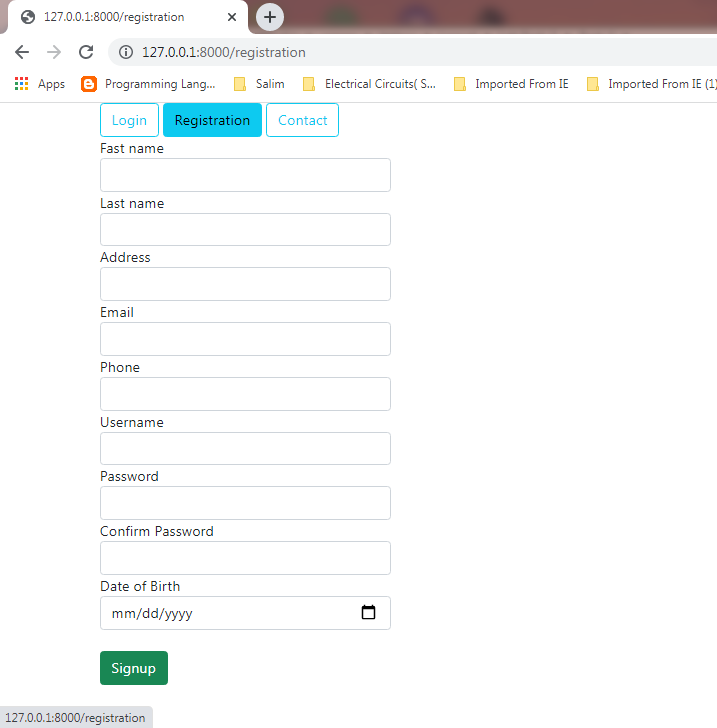 127.0.0.1:8000/registration
127.0.0.1:8000/registration
Apps Programming Lang... Salim Electrical Circuits( S... Imported From IE Imported From IE (1)
Login Registration Contact
Fast name
Last name
Address
Email
Phone
Username
Password
Confirm Password
Date of Birth
mm/dd/yyyy
Signup
127.0.0.1:8000/registration